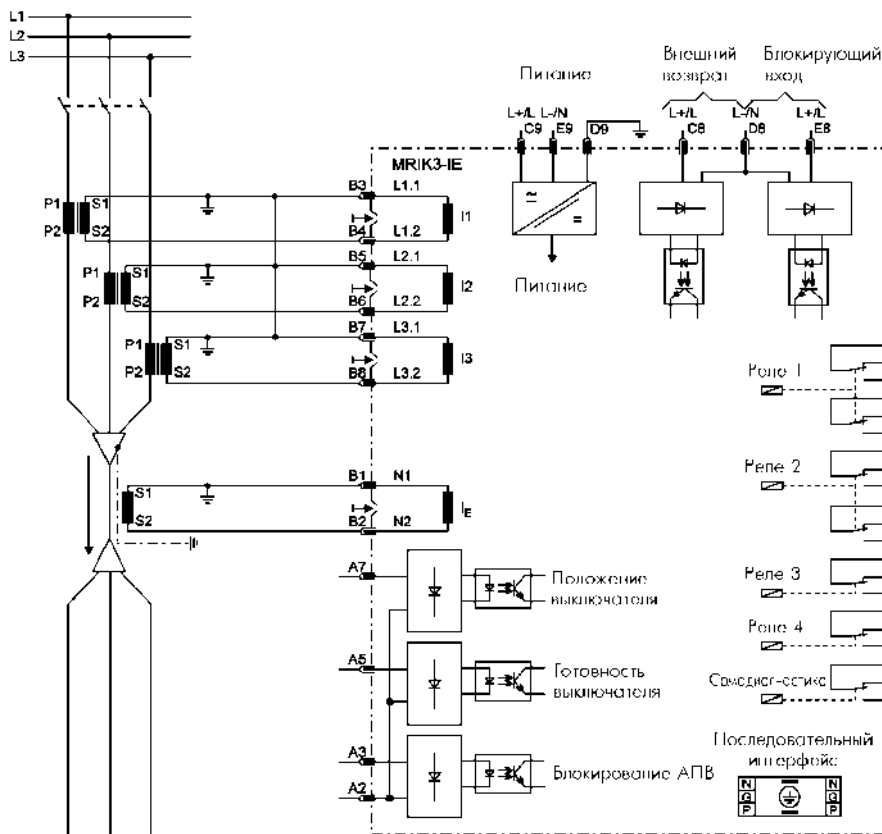 L1
L2
L3
Питание
Внешний возврат
Блокирующий вход
L+/L
L–/N
L+/L
L–/N
L+/L
C9
E9
D9
C8
D8
E8
MRIK3-IE
B3
L1.1
P1
S1
I1
P2
S2
B4
L1.2
B5
L2.1
P1
S1
I2
P2
S2
B6
L2.2
Питание
B7
L3.1
P1
S1
I3
P2
S2
B8
L3.2
Реле 1
B1
N1
S1
IE
S2
B2
N2
Реле 2
A7
Положение
выключателя
Реле 3
Реле 4
A5
Готовность
выключателя
A3
Блокирование АПВ
A2
Последовательный
интерфейс
N
N
G
G
P
P